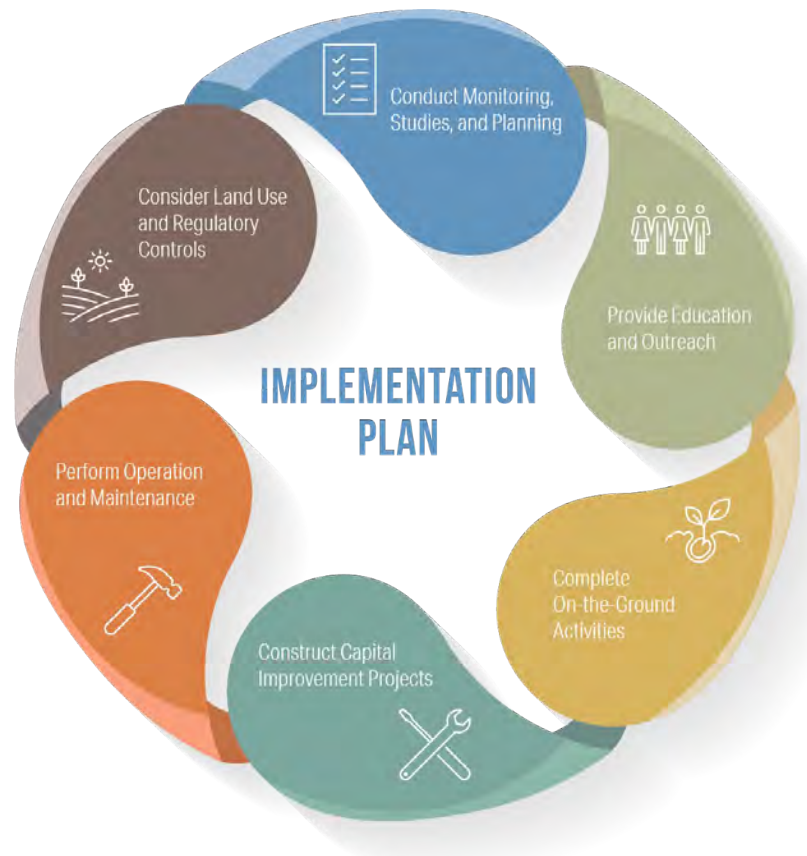 Conduct Monitoring,
Studies, and Planning
Provide Education
and Outreach
Complete
On-the-Ground
Activities
Construct Capital
Improvement Projects
Perform Operation
and Maintenance
Consider Land Use
and Regulatory
Controls
IMPLEMENTATION
PLAN